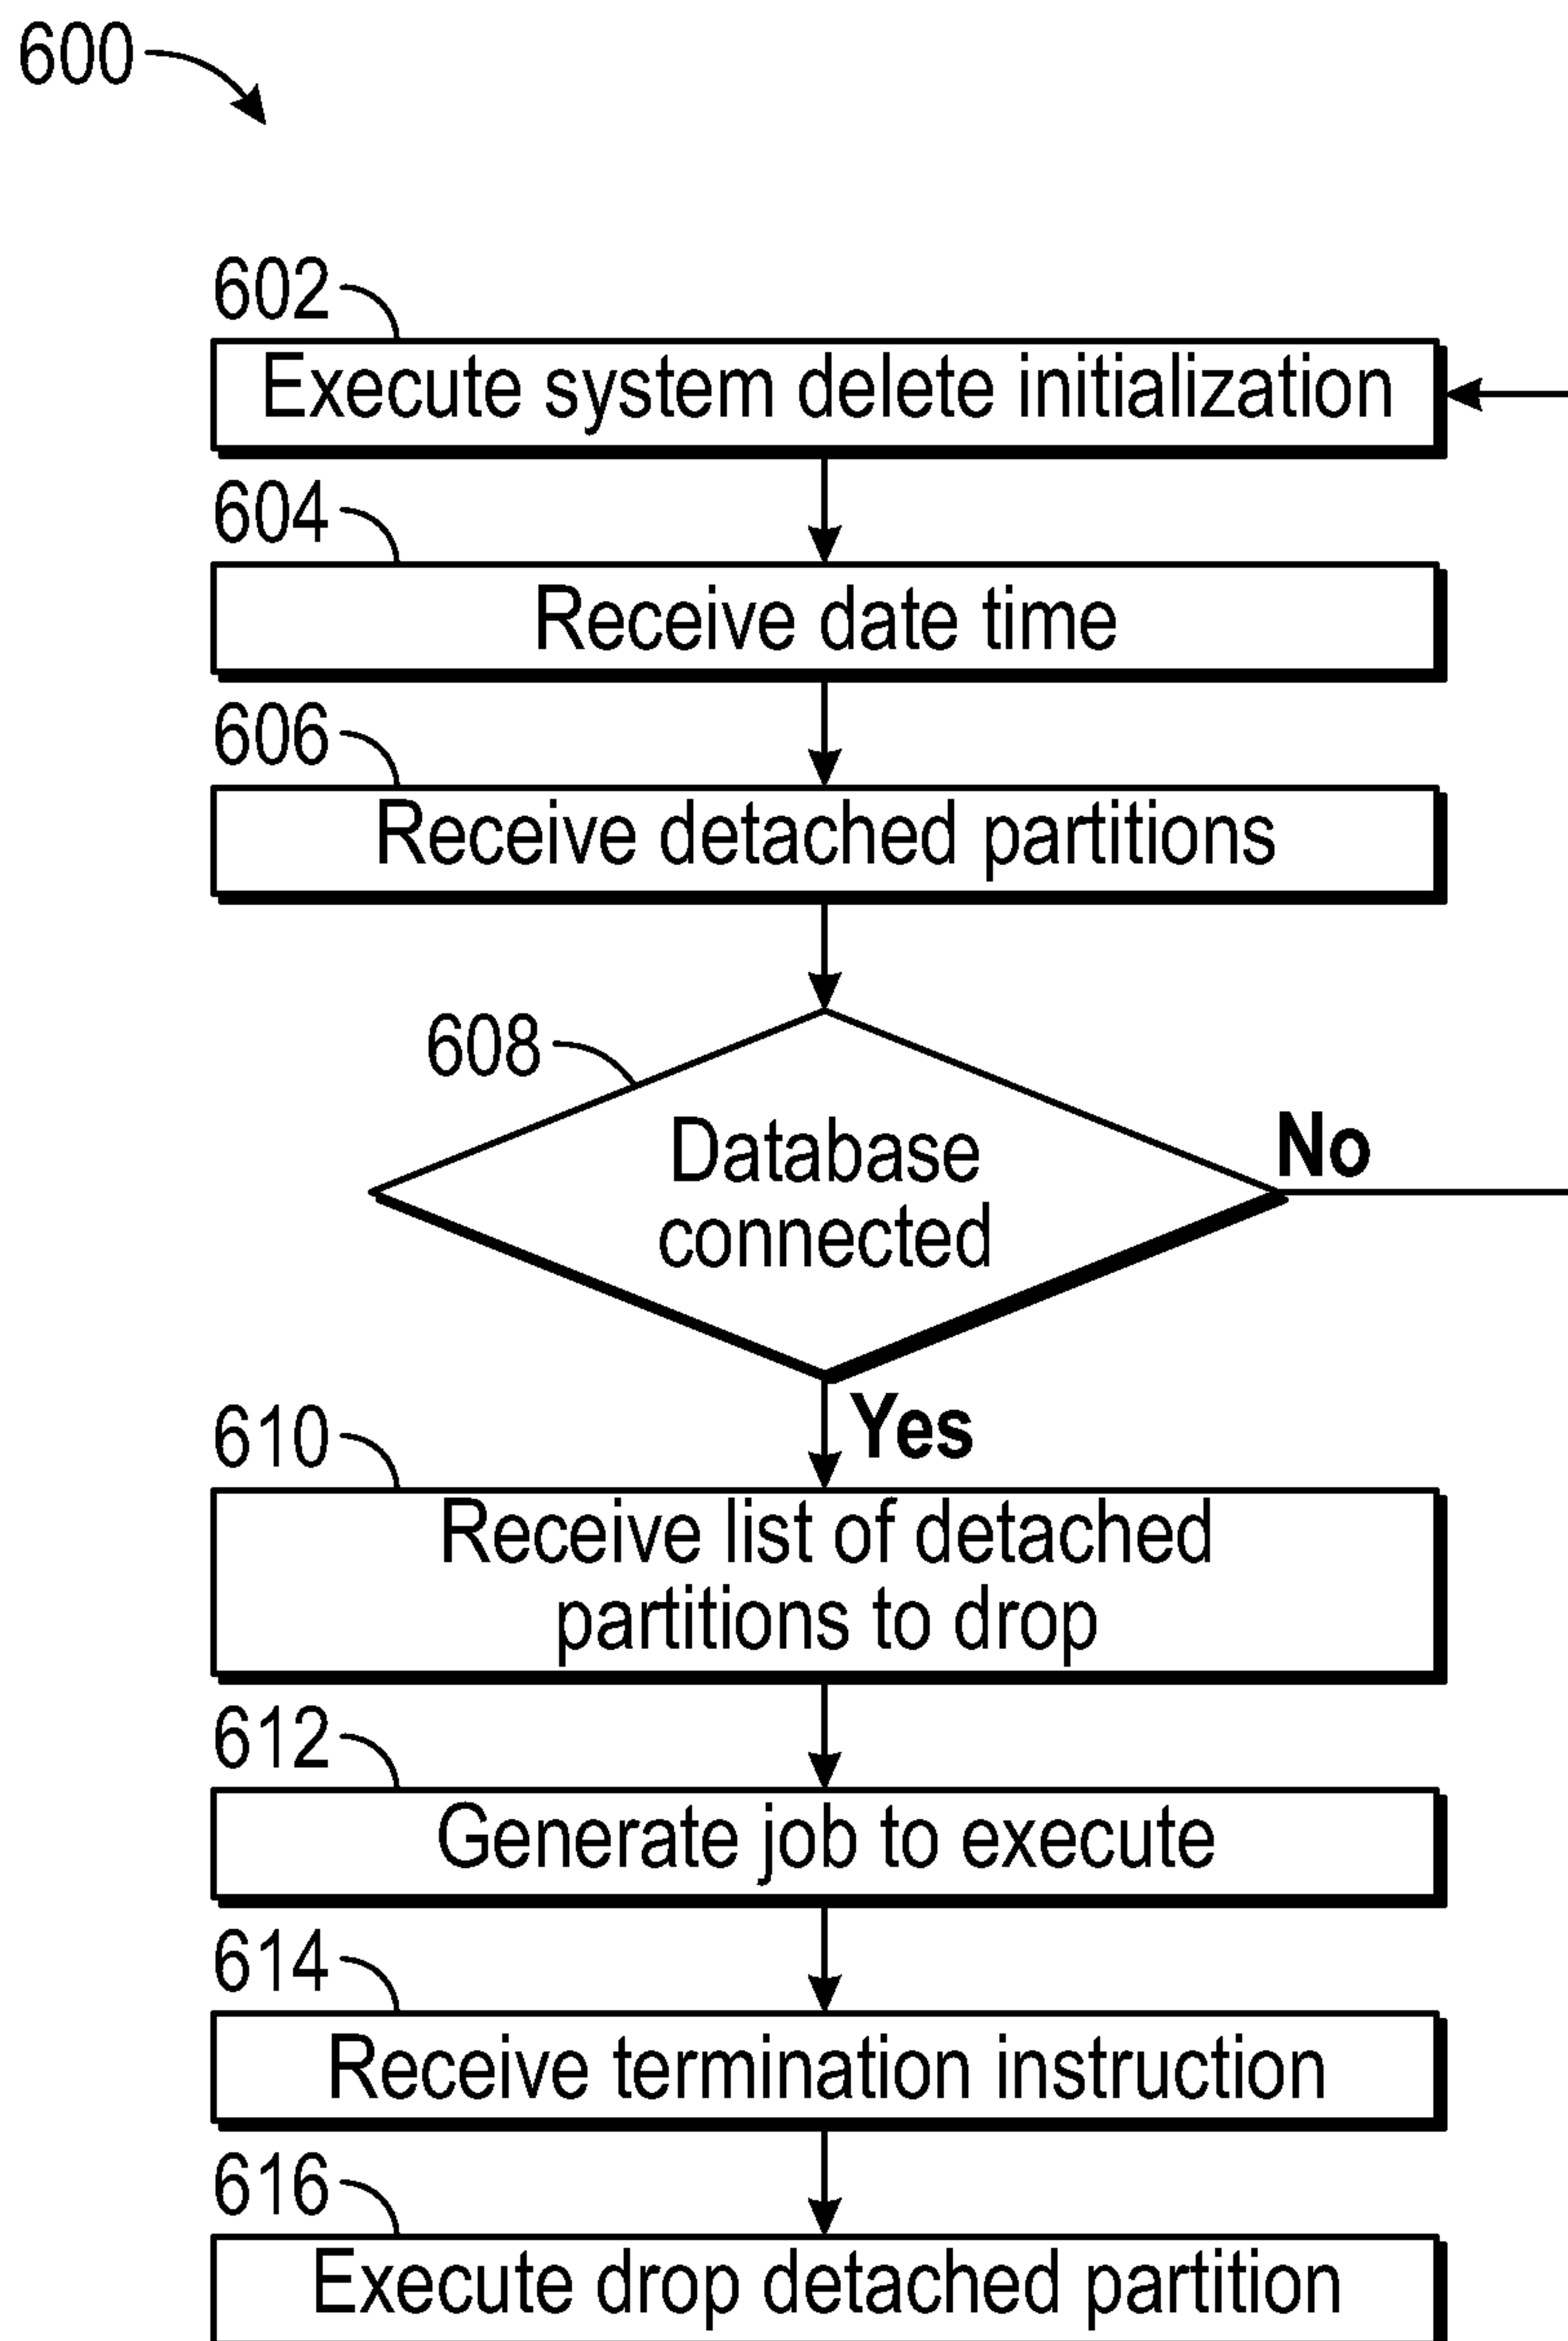 600
602
Execute system delete initialization
604
Receive date time
606
Receive detached partitions
608
Database
connected
No
Yes
610
Receive list of detached
partitions to drop
612
Generate job to execute
614
Receive termination instruction
616
Execute drop detached partition